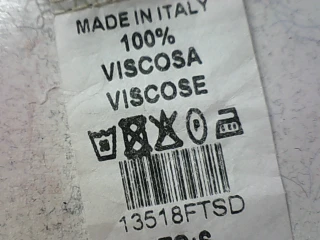 MADE IN ITALY
100%
VISCOSA
VISCOSE
P
13518FTSD